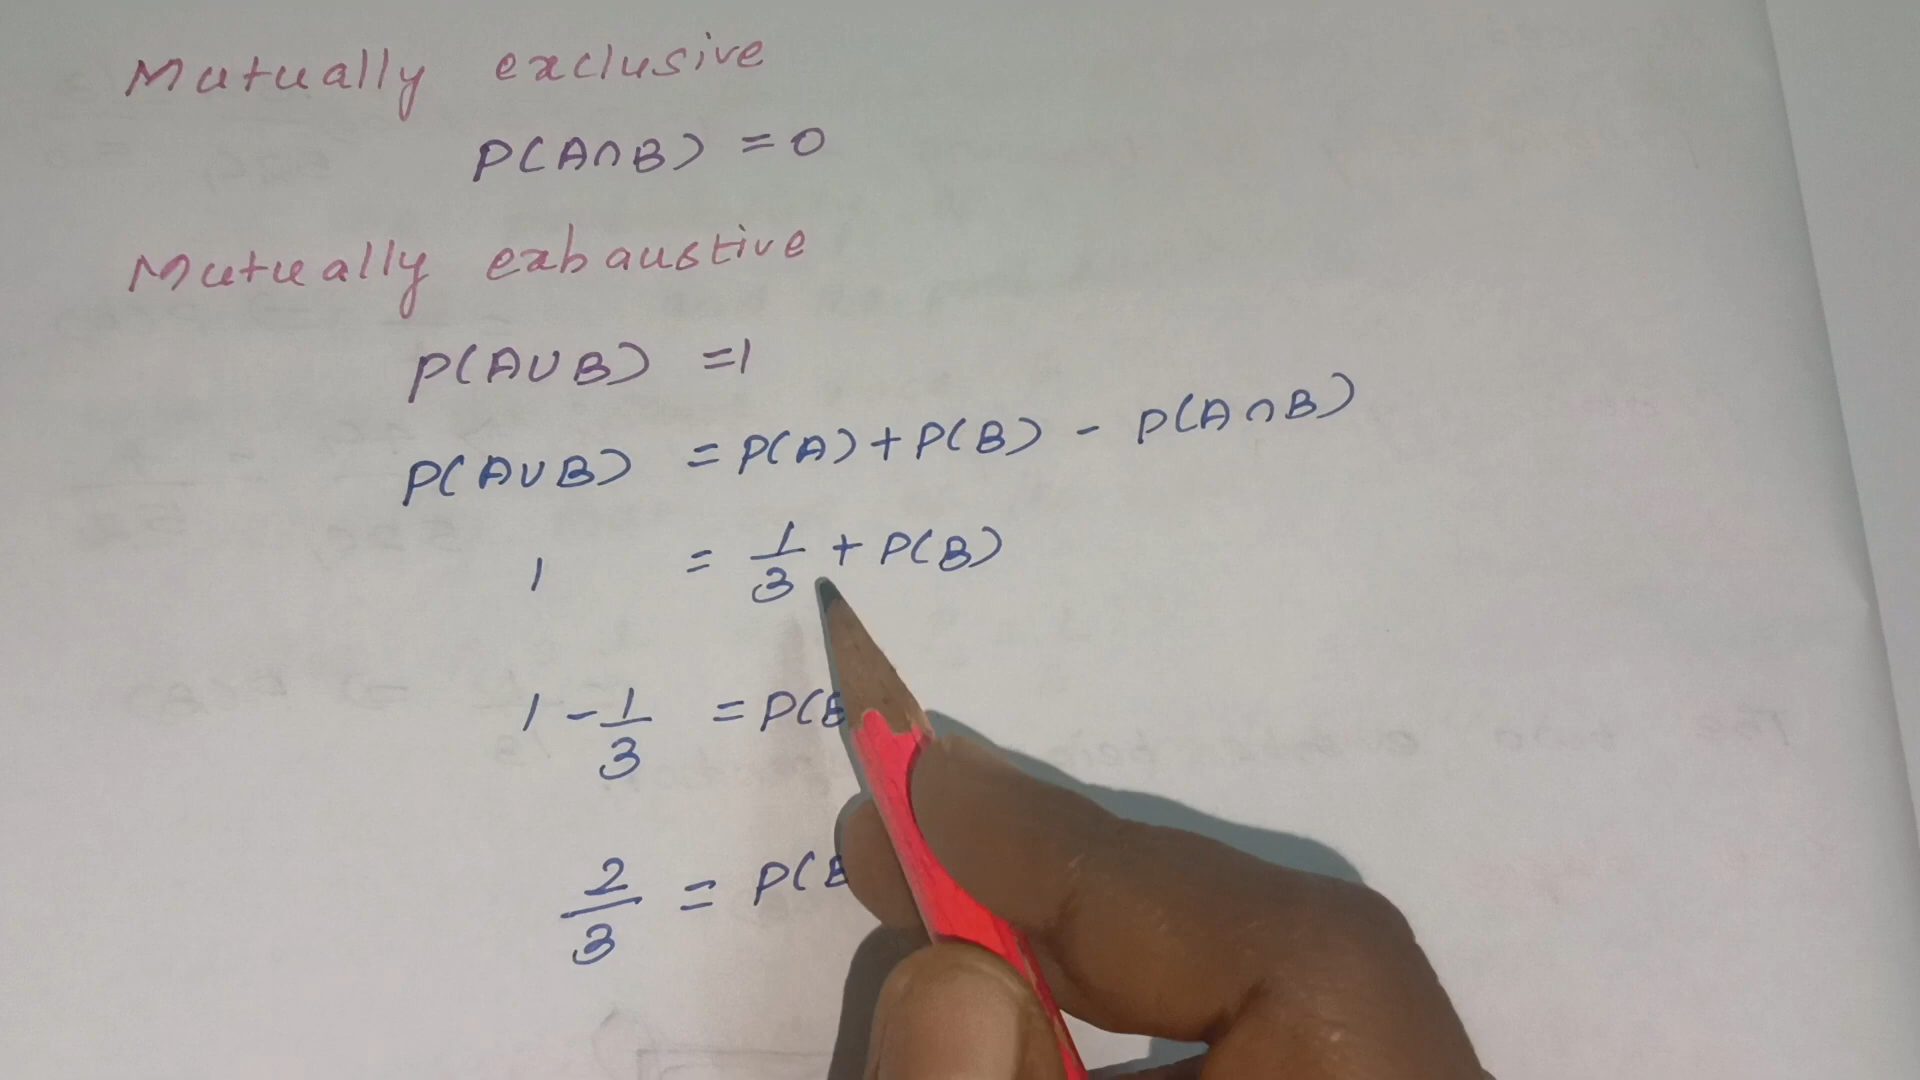 Mutually exclusive
P(A∩B) = 0
Mutually exhaustive
P(A∪B) = 1
P(A∪B) = P(A) + P(B) - P(A∩B)
1 = 1/3 + P(B)
1 - 1/3 = P(B
2/3 = P(B